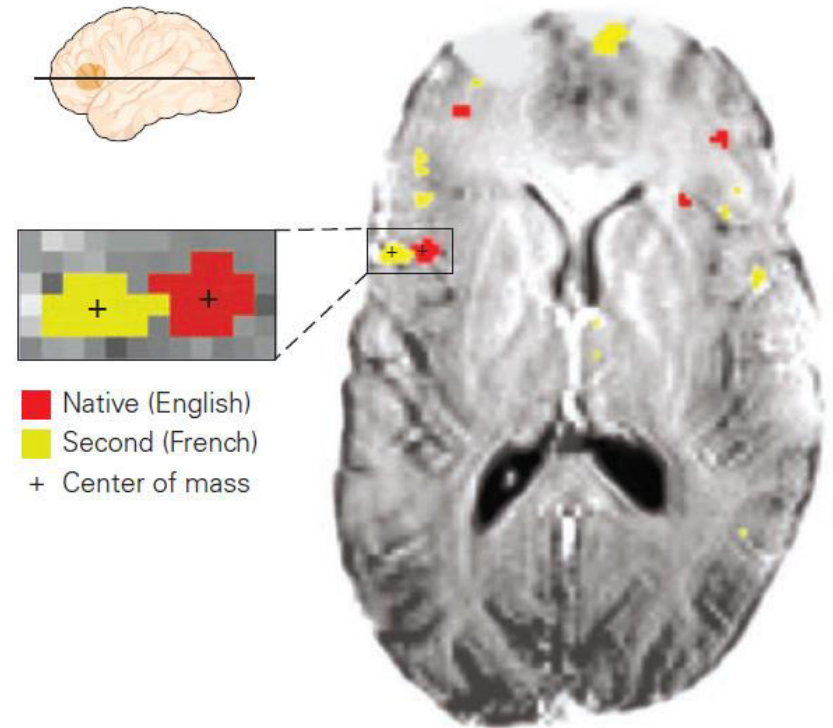 Native (English)
Second (French)
+ Center of mass